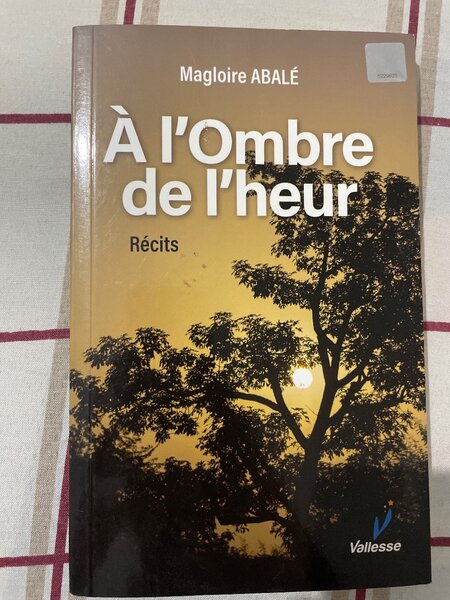 Magloire ABALÉ
À l'Ombre
de l'heur
Récits
Vallesse